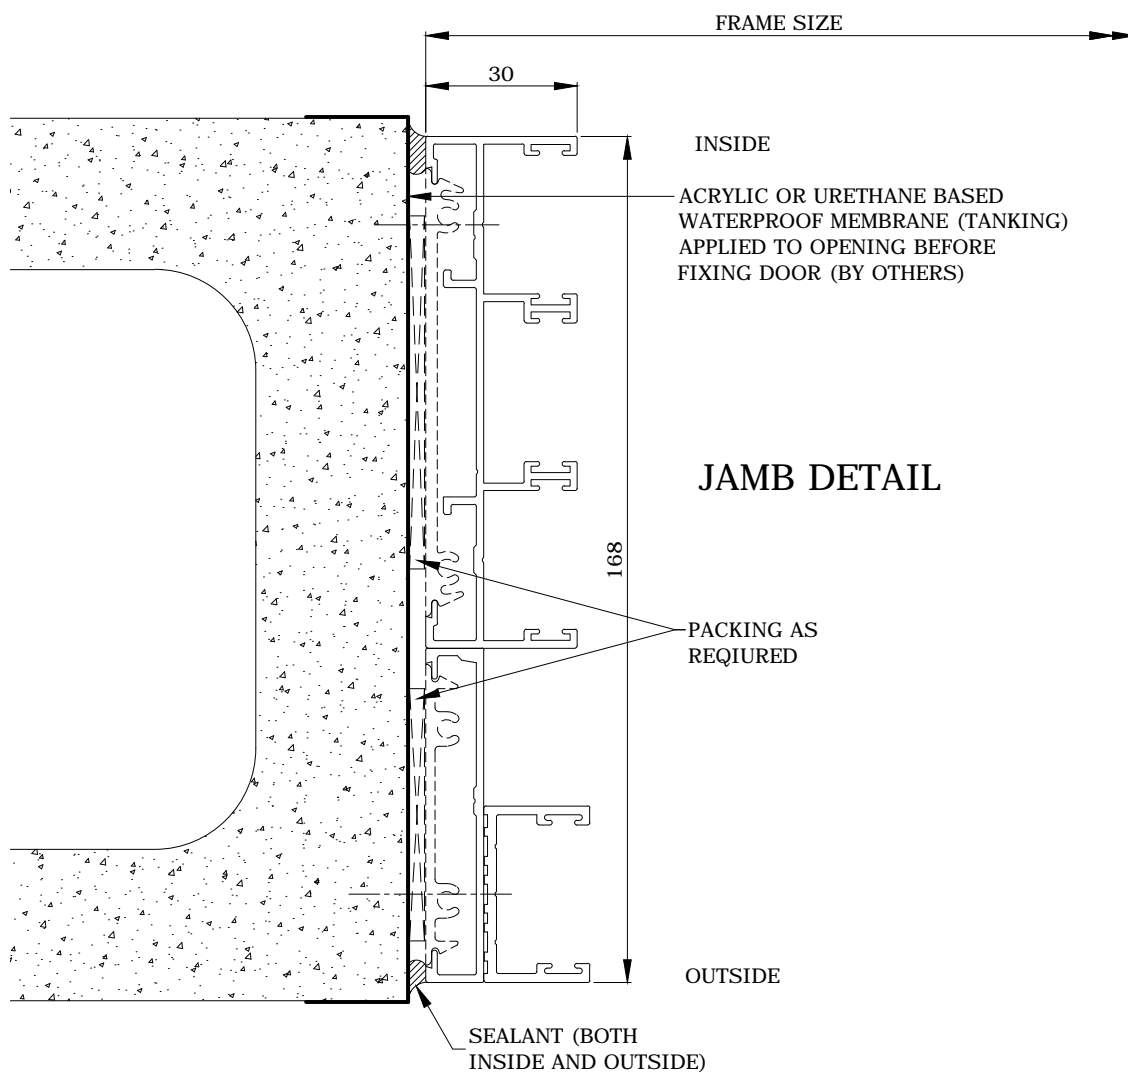 FRAME SIZE
30
INSIDE
ACRYLIC OR URETHANE BASED
WATERPROOF MEMBRANE (TANKING)
APPLIED TO OPENING BEFORE
FIXING DOOR (BY OTHERS)
JAMB DETAIL
168
PACKING AS
REQIURED
OUTSIDE
SEALANT (BOTH
INSIDE AND OUTSIDE)